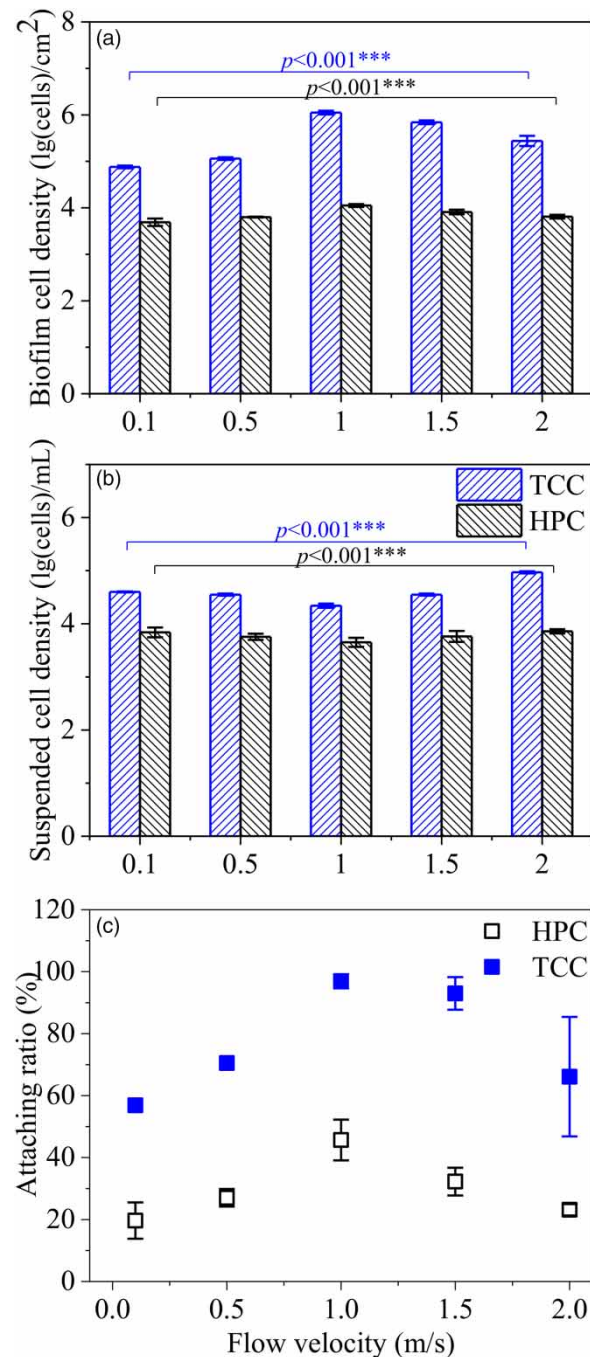 (a)
p<0.001***
p<0.001***
Biofilm cell density (lg(cells)/cm²)
8
6
4
2
0
0.1 0.5 1 1.5 2
(b)
TCC
HPC
p<0.001***
p<0.001***
Suspended cell density (lg(cells)/mL)
6
4
2
0
0.1 0.5 1 1.5 2
(c)
HPC
TCC
Attaching ratio (%)
120
100
80
60
40
20
0
0.0 0.5 1.0 1.5 2.0
Flow velocity (m/s)